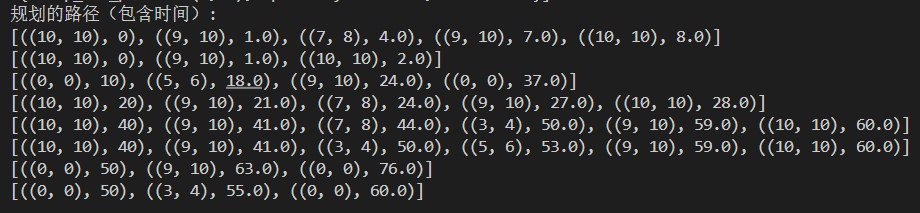 规划的路径（包含时间）：
[((10, 10), 0), ((9, 10), 1.0), ((7, 8), 4.0), ((9, 10), 7.0), ((10, 10), 8.0)]
[((10, 10), 0), ((9, 10), 1.0), ((10, 10), 2.0)]
[((0, 0), 10), ((5, 6), 18.0), ((9, 10), 24.0), ((0, 0), 37.0)]
[((10, 10), 20), ((9, 10), 21.0), ((7, 8), 24.0), ((9, 10), 27.0), ((10, 10), 28.0)]
[((10, 10), 40), ((9, 10), 41.0), ((7, 8), 44.0), ((3, 4), 50.0), ((9, 10), 59.0), ((10, 10), 60.0)]
[((10, 10), 40), ((9, 10), 41.0), ((3, 4), 50.0), ((5, 6), 53.0), ((9, 10), 59.0), ((10, 10), 60.0)]
[((0, 0), 50), ((9, 10), 63.0), ((0, 0), 76.0)]
[((0, 0), 50), ((3, 4), 55.0), ((0, 0), 60.0)]